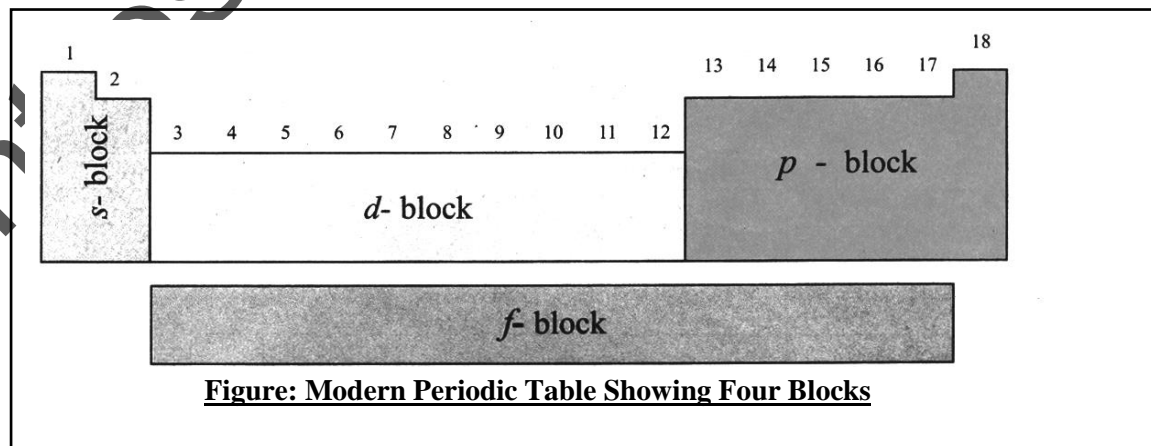 1
18
2
13 14 15 16 17
3 4 5 6 7 8 9 10 11 12
s- block
d- block
p - block
f- block
Figure: Modern Periodic Table Showing Four Blocks